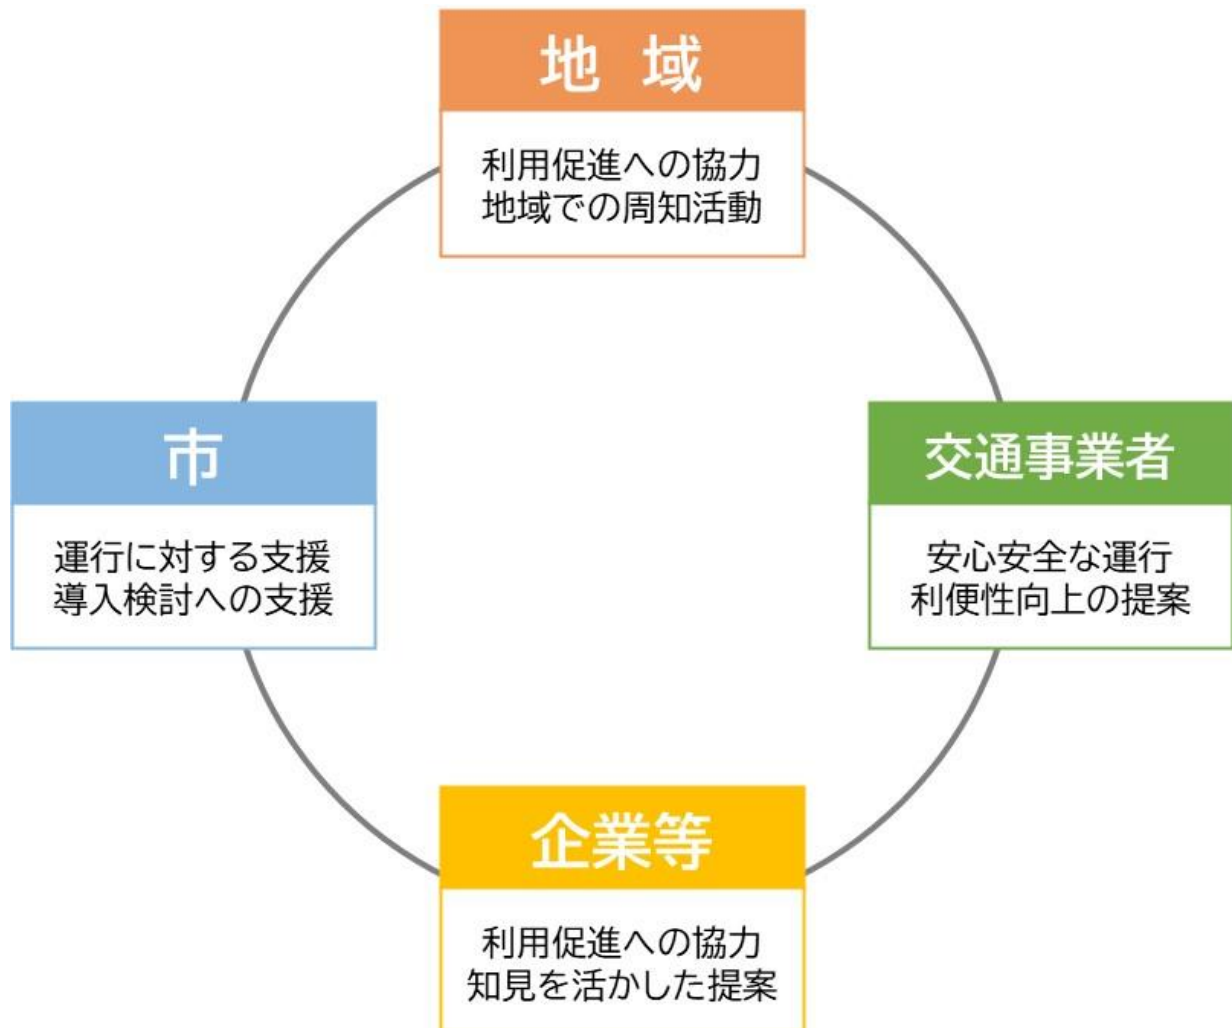 地 域
利用促進への協力
地域での周知活動
市
運行に対する支援
導入検討への支援
交通事業者
安心安全な運行
利便性向上の提案
企業等
利用促進への協力
知見を活かした提案